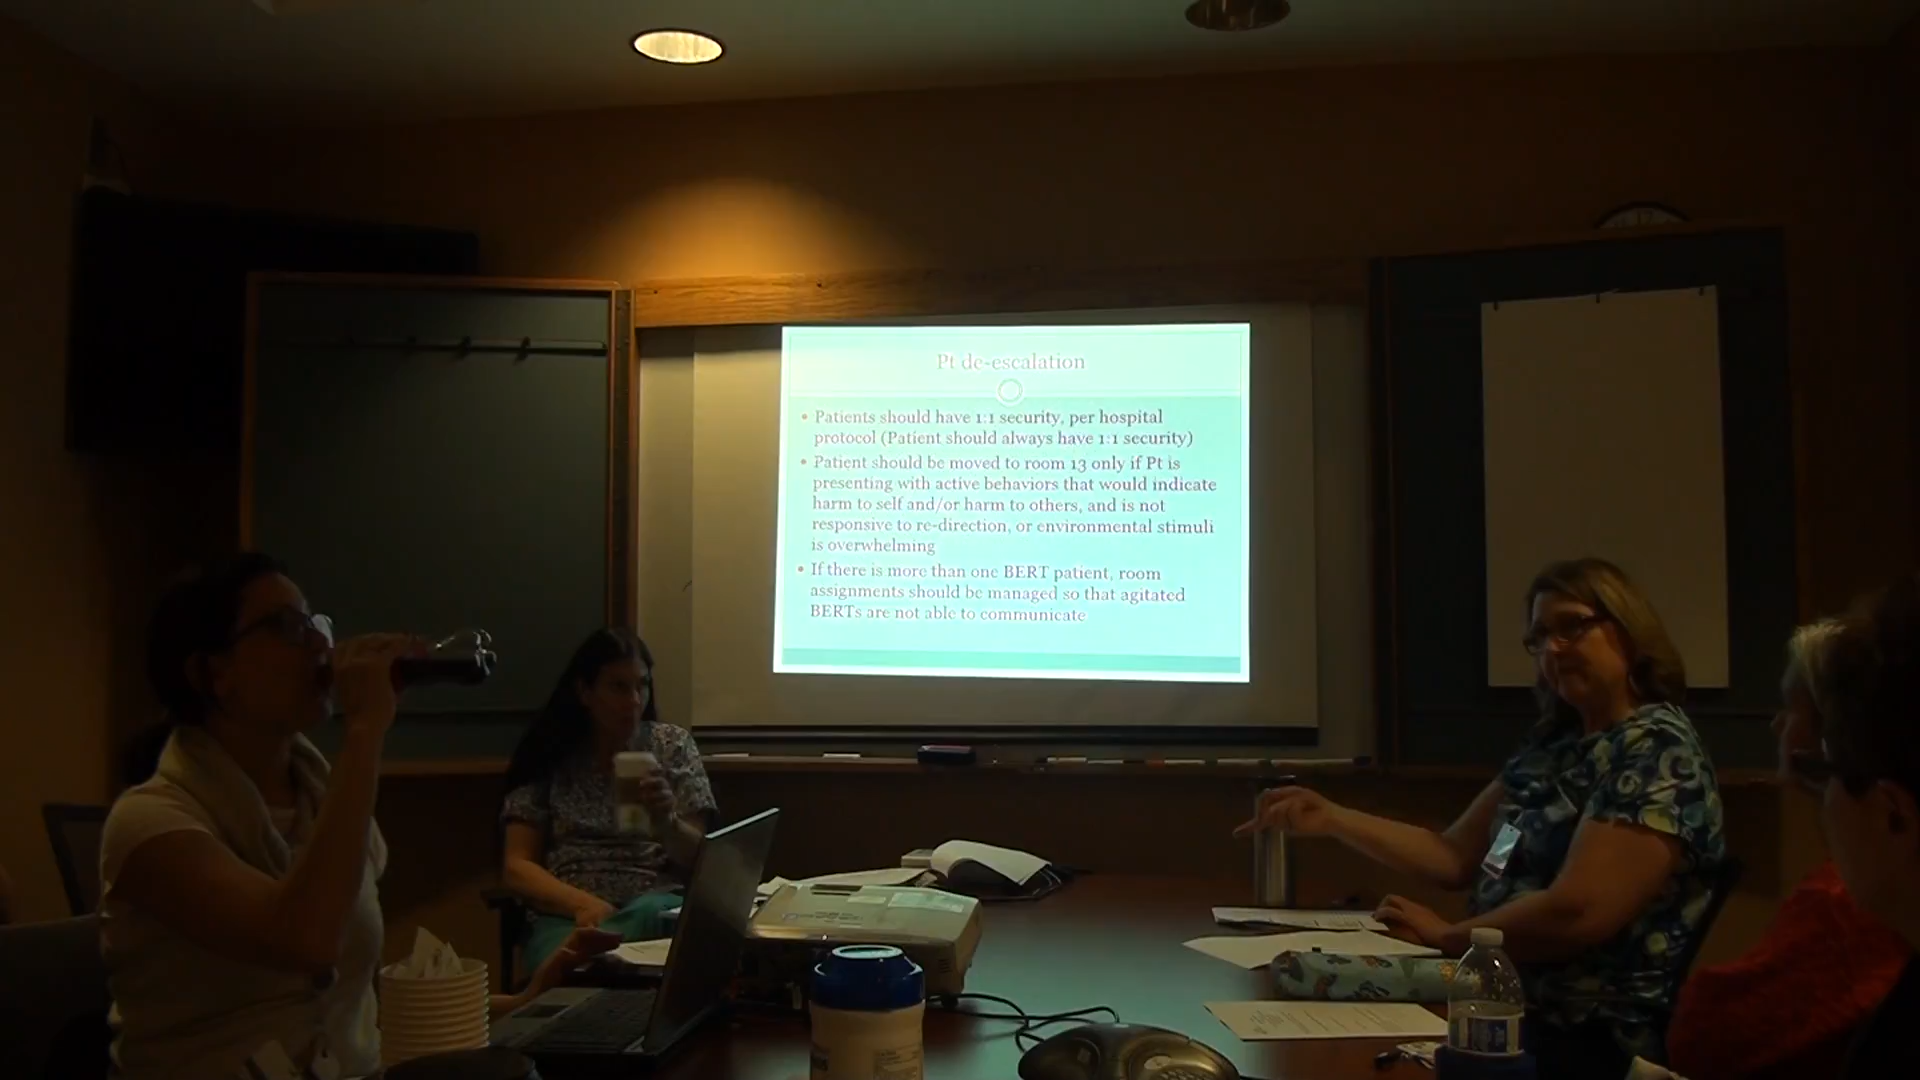 Pt de-escalation
• Patients should have 1:1 security, per hospital
protocol (Patient should always have 1:1 security)
• Patient should be moved to room 13 only if Pt is
presenting with active behaviors that would indicate
harm to self and/or harm to others, and is not
responsive to re-direction, or environmental stimuli
is overwhelming
• If there is more than one BERT patient, room
assignments should be managed so that agitated
BERTs are not able to communicate